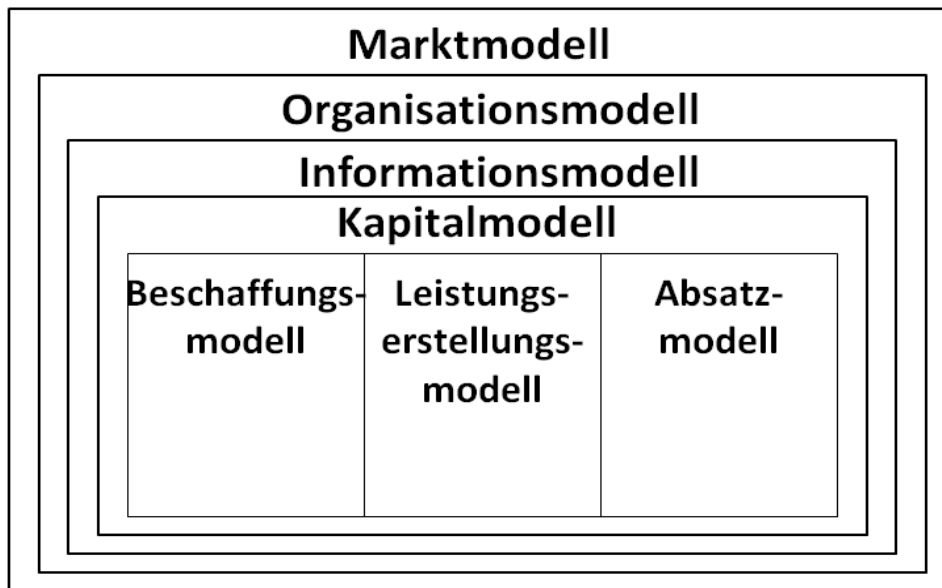 Marktmodell
Organisationsmodell
Informationsmodell
Kapitalmodell
Beschaffungs-
modell
Leistungs-
erstellungs-
modell
Absatz-
modell